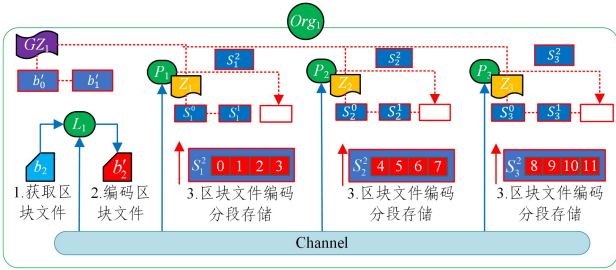 Org₁
GZ₁
b′₀ b′₁
S₁² S₂² S₃²
P₁ P₂ P₃
Z₁ Z₂ Z₃
S₁⁰ S₁¹ S₂⁰ S₂¹ S₃⁰ S₃¹
L₁
b₂ b′₂
S₁² 0 1 2 3
S₂² 4 5 6 7
S₃² 8 9 10 11
1.获取区
块文件
2.编码区
块文件
3.区块文件编码
分段存储
3.区块文件编码
分段存储
3.区块文件编码
分段存储
Channel